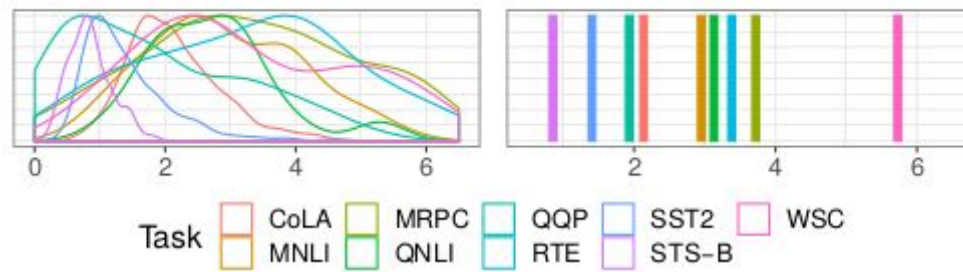 0 2 4 6 2 4 6
Task CoLA MRPC QQP SST2 WSC
MNLI QNLI RTE STS-B